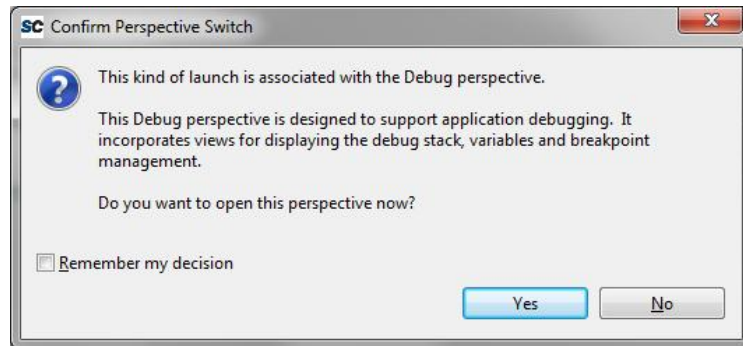 SC Confirm Perspective Switch
This kind of launch is associated with the Debug perspective.
This Debug perspective is designed to support application debugging. It
incorporates views for displaying the debug stack, variables and breakpoint
management.
Do you want to open this perspective now?
Remember my decision
Yes No